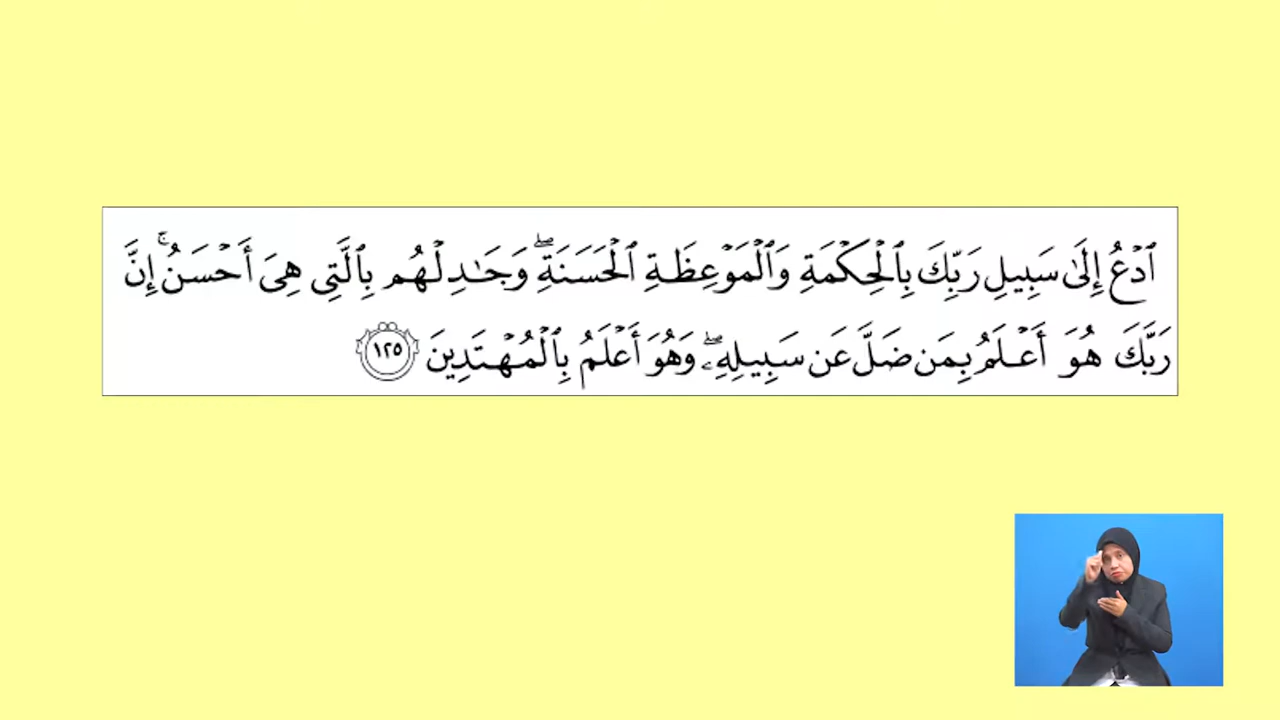 ٱدۡعُ إِلَىٰ سَبِيلِ رَبِّكَ بِٱلۡحِكۡمَةِ وَٱلۡمَوۡعِظَةِ ٱلۡحَسَنَةِۖ وَجَٰدِلۡهُم بِٱلَّتِي هِيَ أَحۡسَنُۚ إِنَّ
رَبَّكَ هُوَ أَعۡلَمُ بِمَن ضَلَّ عَن سَبِيلِهِۦۖ وَهُوَ أَعۡلَمُ بِٱلۡمُهۡتَدِينَ ١٢٥